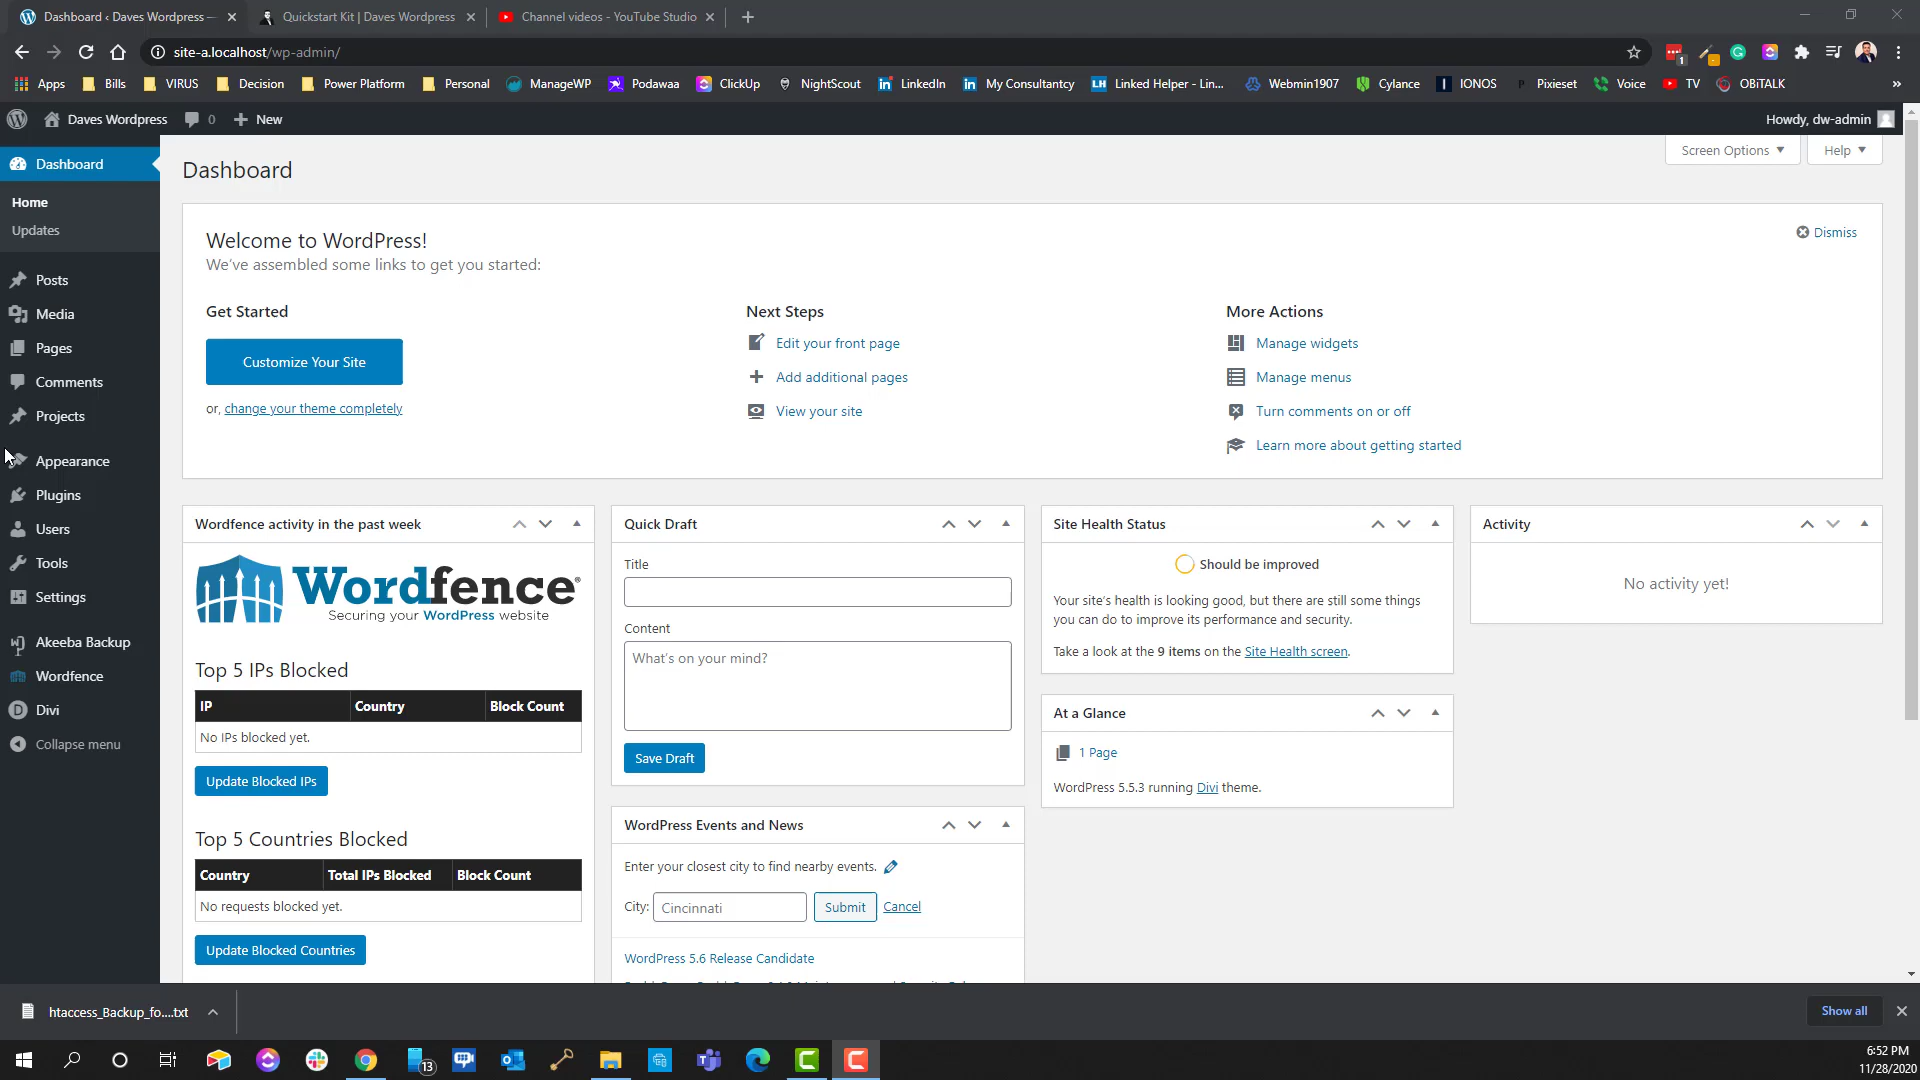 Dashboard ‹ Daves Wordpress —
Quickstart Kit | Daves Wordpress
Channel videos - YouTube Studio
site-a.localhost/wp-admin/
Apps
Bills
VIRUS
Decision
Power Platform
Personal
ManageWP
Podawaa
ClickUp
NightScout
LinkedIn
My Consultantcy
Linked Helper - Lin...
Webmin1907
Cylance
IONOS
Pixieset
Voice
TV
OBiTALK
»
Daves Wordpress
0
New
Howdy, dw-admin
Dashboard
Home
Updates
Posts
Media
Pages
Comments
Projects
Appearance
Plugins
Users
Tools
Settings
Akeeba Backup
Wordfence
Divi
Collapse menu
Dashboard
Screen Options
Help
Welcome to WordPress!
We've assembled some links to get you started:
Dismiss
Get Started
Customize Your Site
or, change your theme completely
Next Steps
Edit your front page
Add additional pages
View your site
More Actions
Manage widgets
Manage menus
Turn comments on or off
Learn more about getting started
Wordfence activity in the past week
Wordfence®
Securing your WordPress website
Top 5 IPs Blocked
IP Country Block Count
No IPs blocked yet.
Update Blocked IPs
Top 5 Countries Blocked
Country Total IPs Blocked Block Count
No requests blocked yet.
Update Blocked Countries
Quick Draft
Title
Content
What's on your mind?
Save Draft
WordPress Events and News
Enter your closest city to find nearby events.
City: Cincinnati Submit Cancel
WordPress 5.6 Release Candidate
Site Health Status
Should be improved
Your site's health is looking good, but there are still some things
you can do to improve its performance and security.
Take a look at the 9 items on the Site Health screen.
At a Glance
1 Page
WordPress 5.5.3 running Divi theme.
Activity
No activity yet!
htaccess_Backup_fo....txt
Show all
13
6:52 PM
11/28/2020